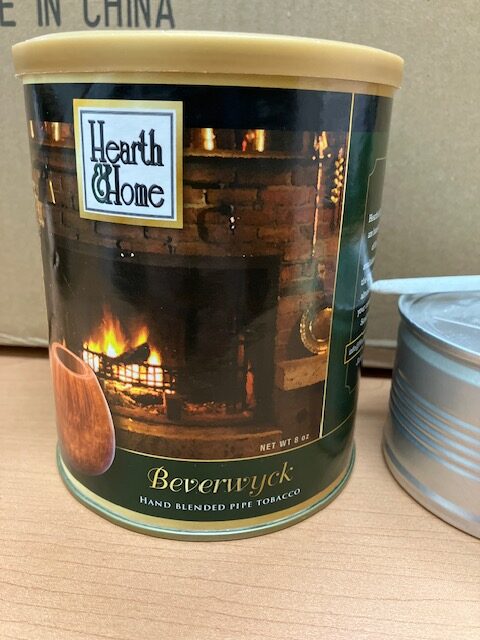 E IN CHINA
Hearth
& Home
NET WT 8 oz
Beverwyck
HAND BLENDED PIPE TOBACCO